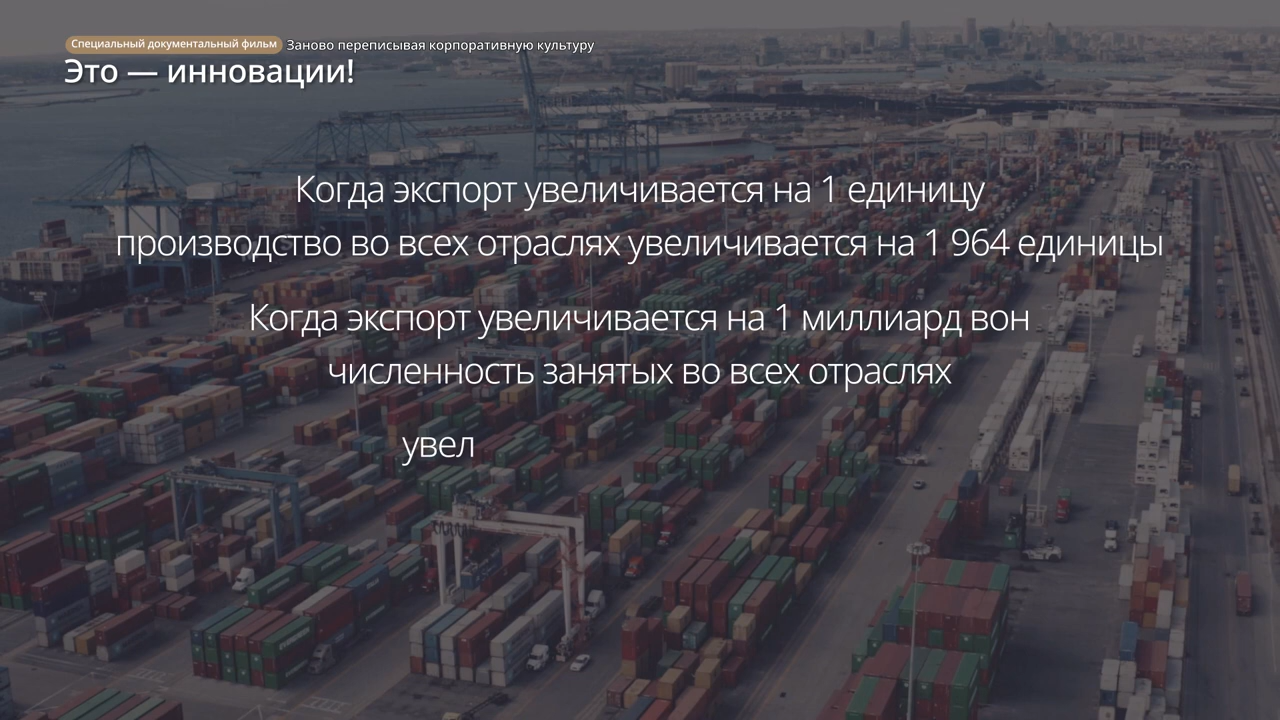 Специальный документальный фильм Заново переписывая корпоративную культуру
Это — инновации!
Когда экспорт увеличивается на 1 единицу
производство во всех отраслях увеличивается на 1 964 единицы
Когда экспорт увеличивается на 1 миллиард вон
численность занятых во всех отраслях
увел